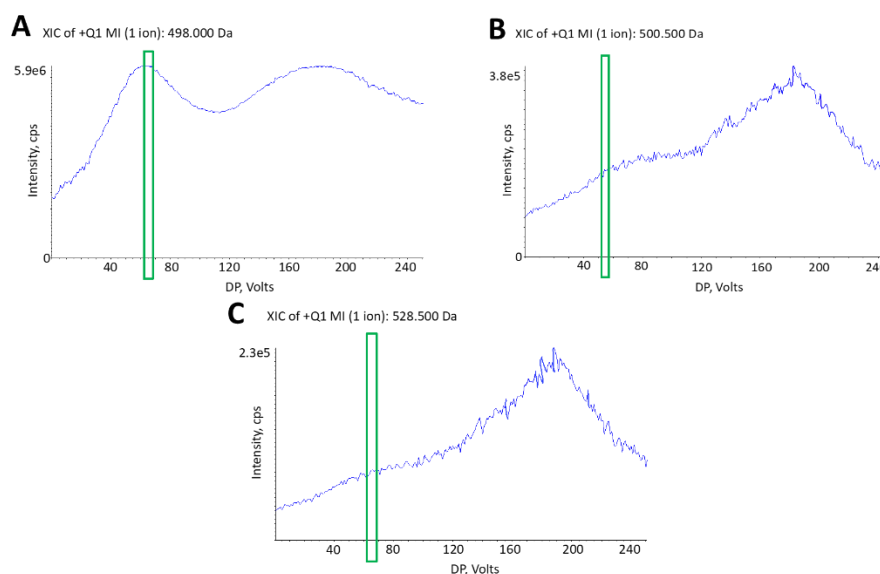 A
XIC of +Q1 MI (1 ion): 498.000 Da
5.9e6
Intensity, cps
0
40 80 120 160 200 240
DP, Volts
B
XIC of +Q1 MI (1 ion): 500.500 Da
3.8e5
Intensity, cps
0
40 80 120 160 200 240
DP, Volts
C
XIC of +Q1 MI (1 ion): 528.500 Da
2.3e5
Intensity, cps
40 80 120 160 200 240
DP, Volts